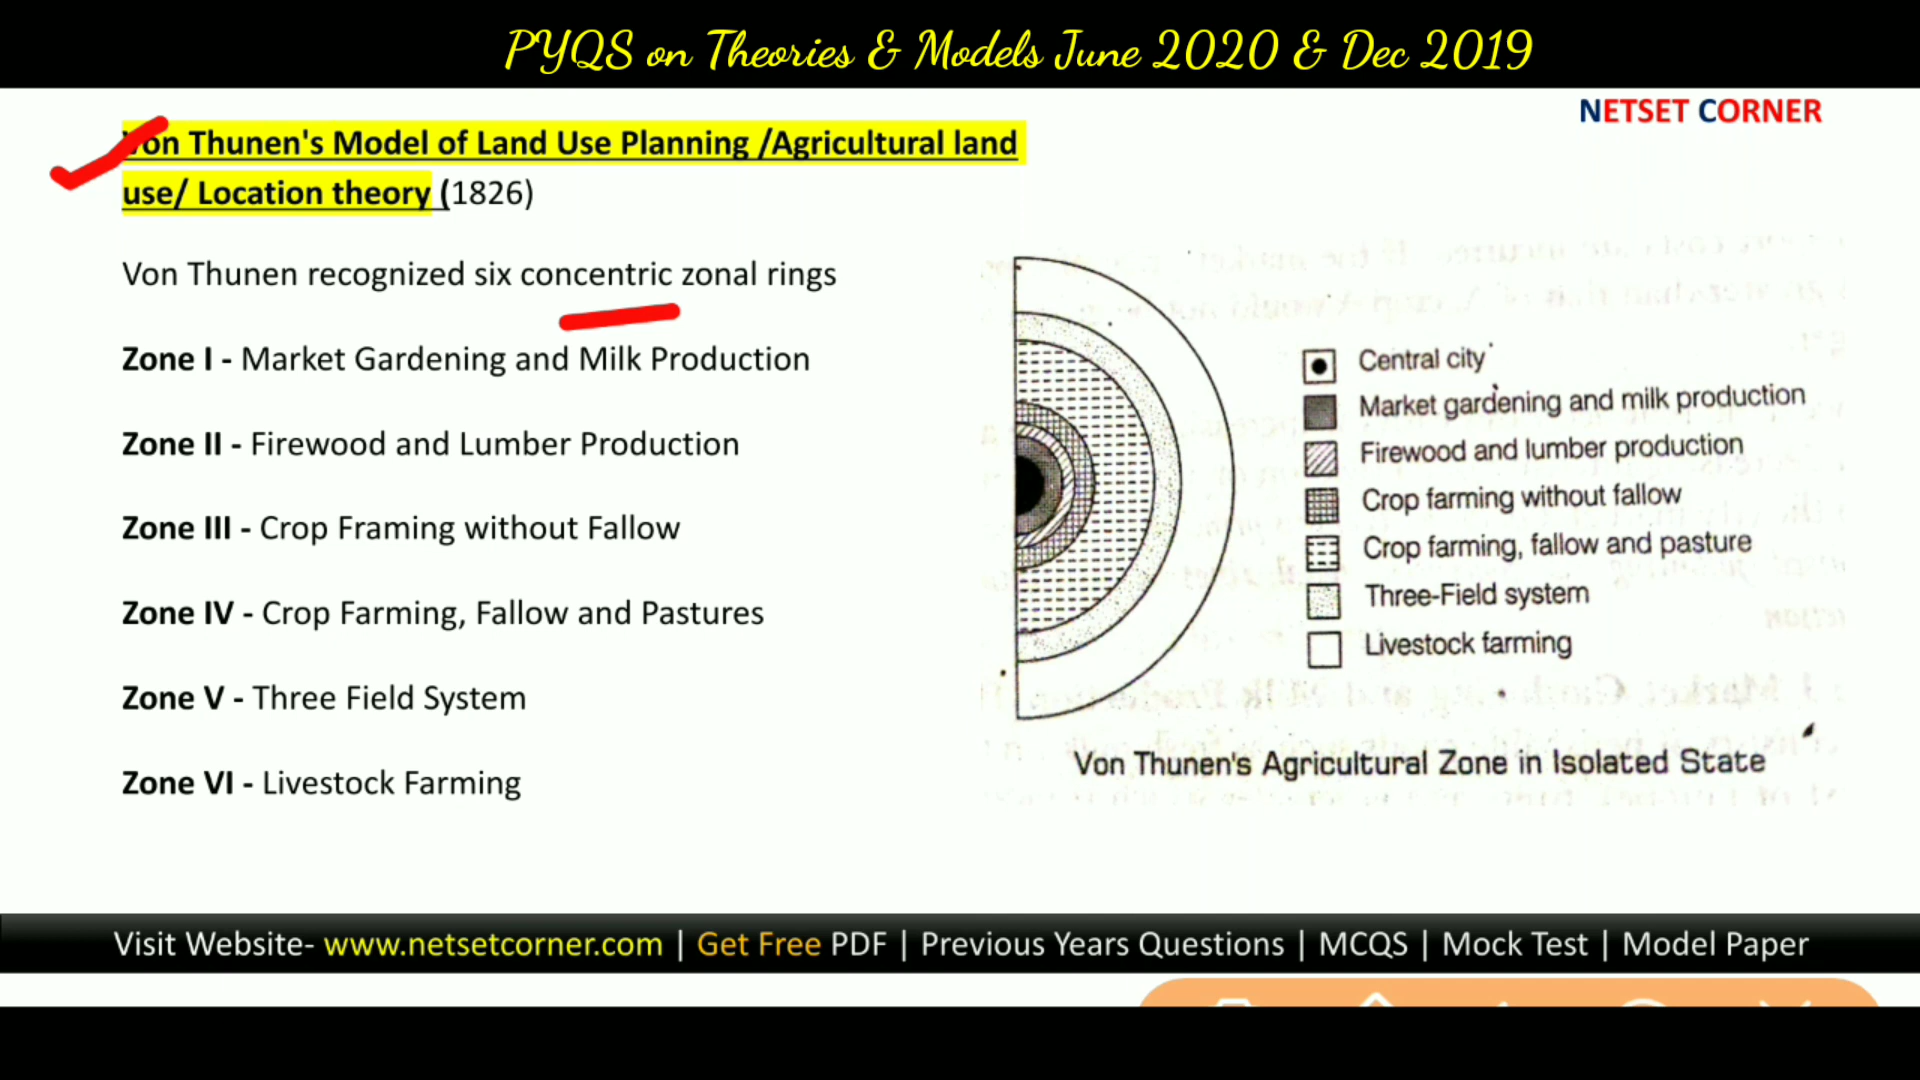 PYQS on Theories & Models June 2020 & Dec 2019
NETSET CORNER
Von Thunen's Model of Land Use Planning /Agricultural land
use/ Location theory (1826)
Von Thunen recognized six concentric zonal rings
Zone I - Market Gardening and Milk Production
Zone II - Firewood and Lumber Production
Zone III - Crop Framing without Fallow
Zone IV - Crop Farming, Fallow and Pastures
Zone V - Three Field System
Zone VI - Livestock Farming
Central city
Market gardening and milk production
Firewood and lumber production
Crop farming without fallow
Crop farming, fallow and pasture
Three-Field system
Livestock farming
Von Thunen's Agricultural Zone in Isolated State
Visit Website- www.netsetcorner.com | Get Free PDF | Previous Years Questions | MCQS | Mock Test | Model Paper